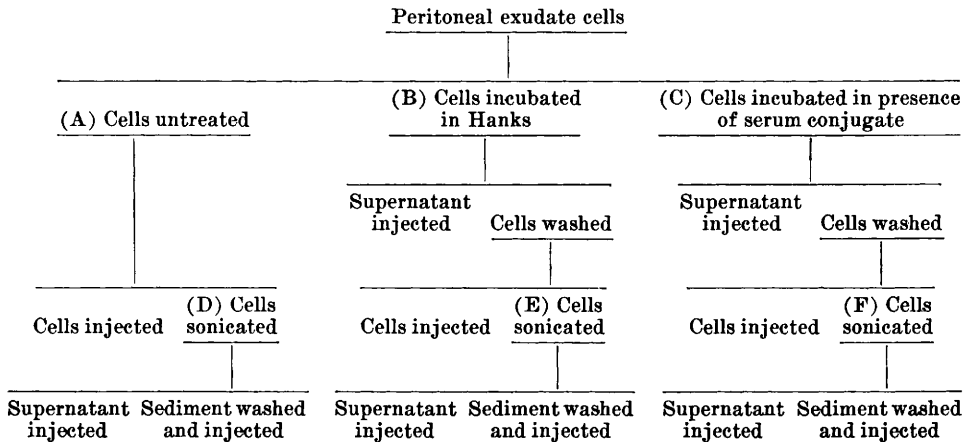 Peritoneal exudate cells
(A) Cells untreated
(B) Cells incubated
in Hanks
(C) Cells incubated in presence
of serum conjugate
Supernatant
injected
Cells washed
Supernatant
injected
Cells washed
Cells injected
(D) Cells
sonicated
Cells injected
(E) Cells
sonicated
Cells injected
(F) Cells
sonicated
Supernatant
injected
Sediment washed
and injected
Supernatant
injected
Sediment washed
and injected
Supernatant
injected
Sediment washed
and injected